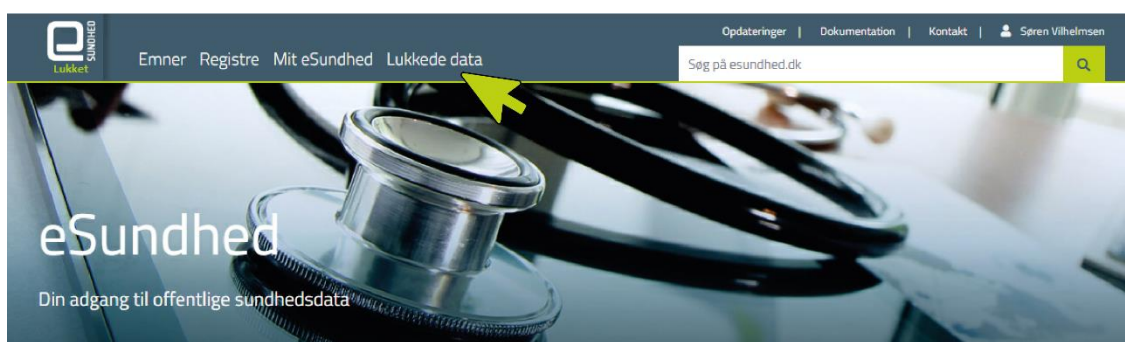 SUNDHED
Lukket
Opdateringer | Dokumentation | Kontakt | Søren Vilhelmsen
Emner Registre Mit eSundhed Lukkede data
Søg på esundhed.dk
eSundhed
Din adgang til offentlige sundhedsdata